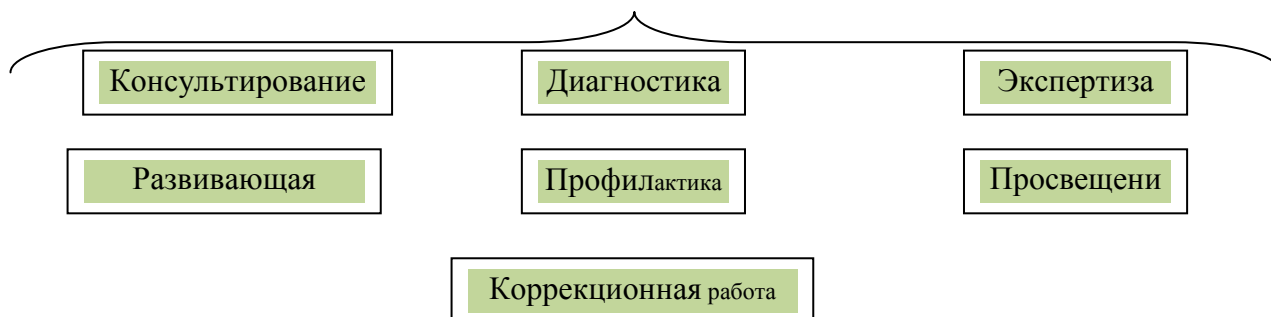 Консультирование Диагностика Экспертиза
Развивающая Профилактика Просвещени
Коррекционная работа